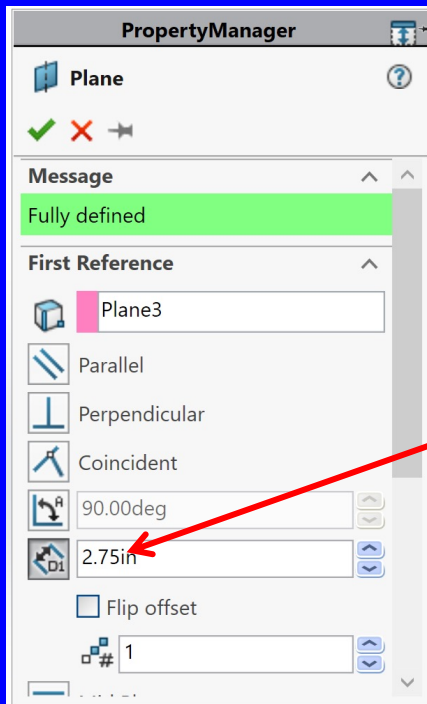 PropertyManager
Plane
Message
Fully defined
First Reference
Plane3
Parallel
Perpendicular
Coincident
90.00deg
2.75in
Flip offset
1